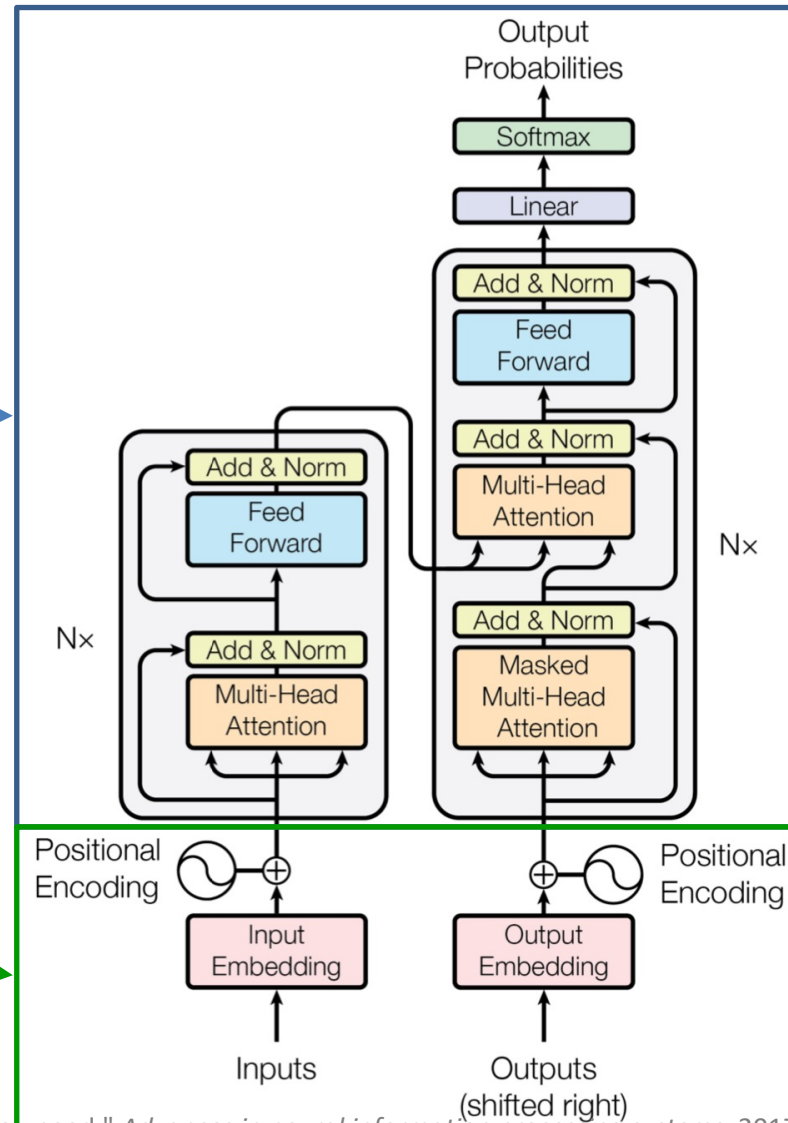 Output
Probabilities
Softmax
Linear
Add & Norm
Feed
Forward
Add & Norm
Multi-Head
Attention
Add & Norm
Masked
Multi-Head
Attention
Nx
Add & Norm
Feed
Forward
Add & Norm
Multi-Head
Attention
Nx
Positional
Encoding
Positional
Encoding
Input
Embedding
Output
Embedding
Inputs
Outputs
(shifted right)